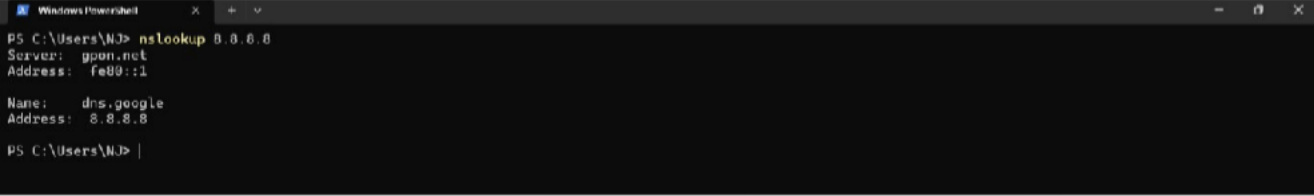 Windows PowerShell
PS C:\Users\NJ> nslookup 8.8.8.8
Server:  gpon.net
Address:  fe80::1
Name:    dns.google
Address:  8.8.8.8
PS C:\Users\NJ>